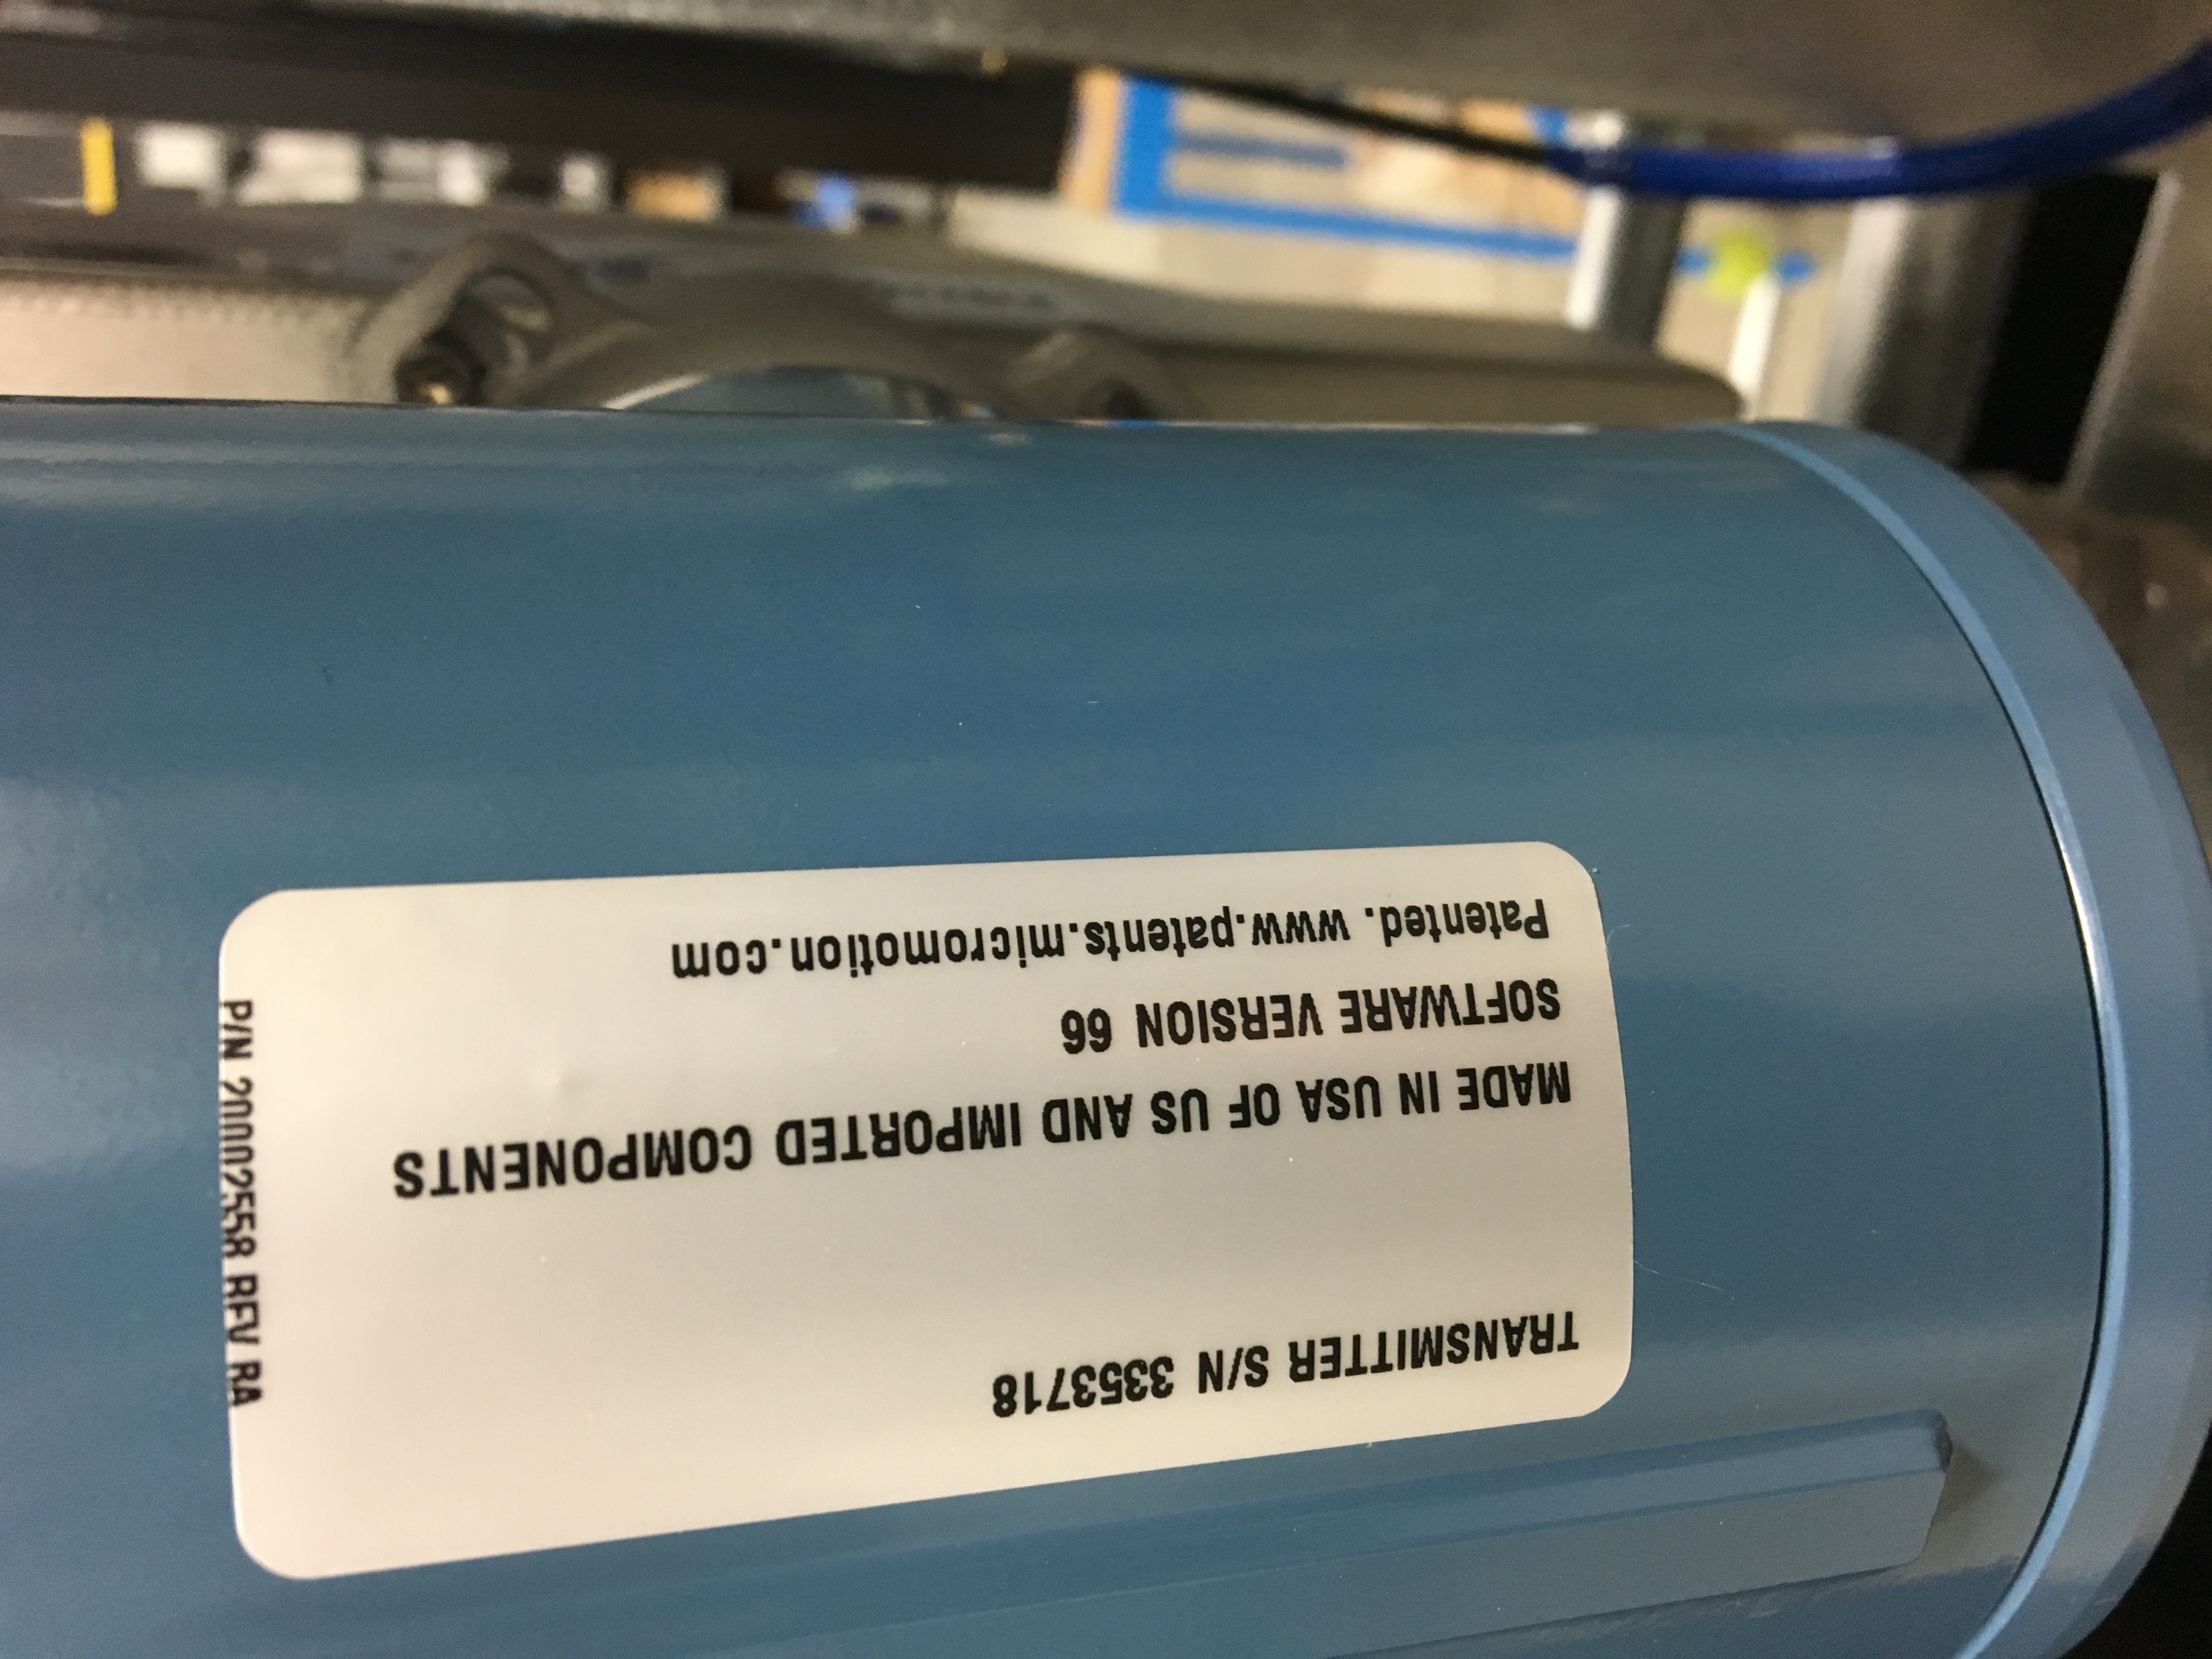 TRANSMITTER S/N 3353718
MADE IN USA OF US AND IMPORTED COMPONENTS
SOFTWARE VERSION 66
Patented. www.patents.micromotion.com
P/N 20002558 REV RA